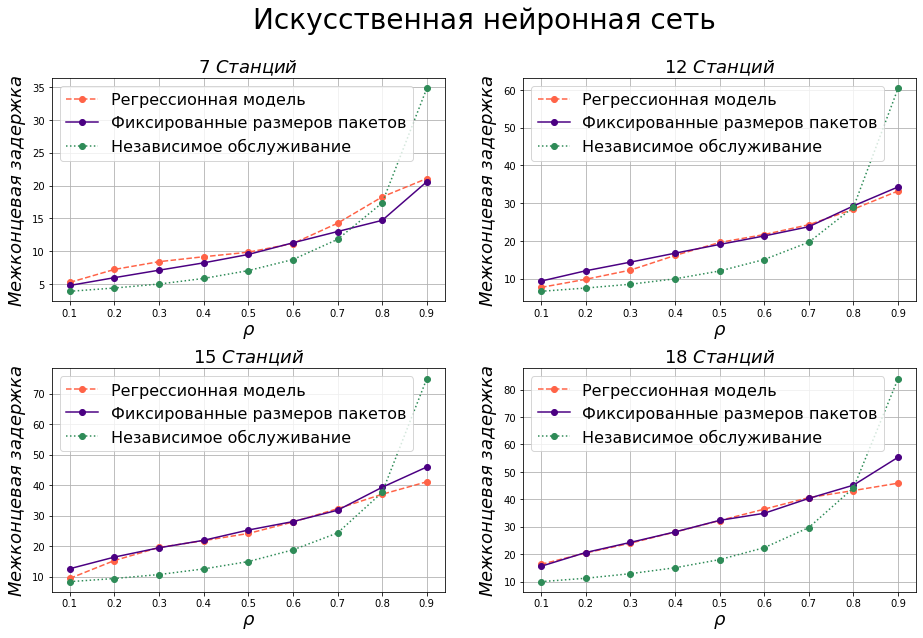 Искусственная нейронная сеть
7 Станций
Межконцевая задержка
35
30
25
20
15
10
5
Регрессионная модель
Фиксированные размеров пакетов
Независимое обслуживание
0.1 0.2 0.3 0.4 0.5 0.6 0.7 0.8 0.9
ρ
12 Станций
Межконцевая задержка
60
50
40
30
20
10
Регрессионная модель
Фиксированные размеров пакетов
Независимое обслуживание
0.1 0.2 0.3 0.4 0.5 0.6 0.7 0.8 0.9
ρ
15 Станций
Межконцевая задержка
70
60
50
40
30
20
10
Регрессионная модель
Фиксированные размеров пакетов
Независимое обслуживание
0.1 0.2 0.3 0.4 0.5 0.6 0.7 0.8 0.9
ρ
18 Станций
Межконцевая задержка
80
70
60
50
40
30
20
10
Регрессионная модель
Фиксированные размеров пакетов
Независимое обслуживание
0.1 0.2 0.3 0.4 0.5 0.6 0.7 0.8 0.9
ρ